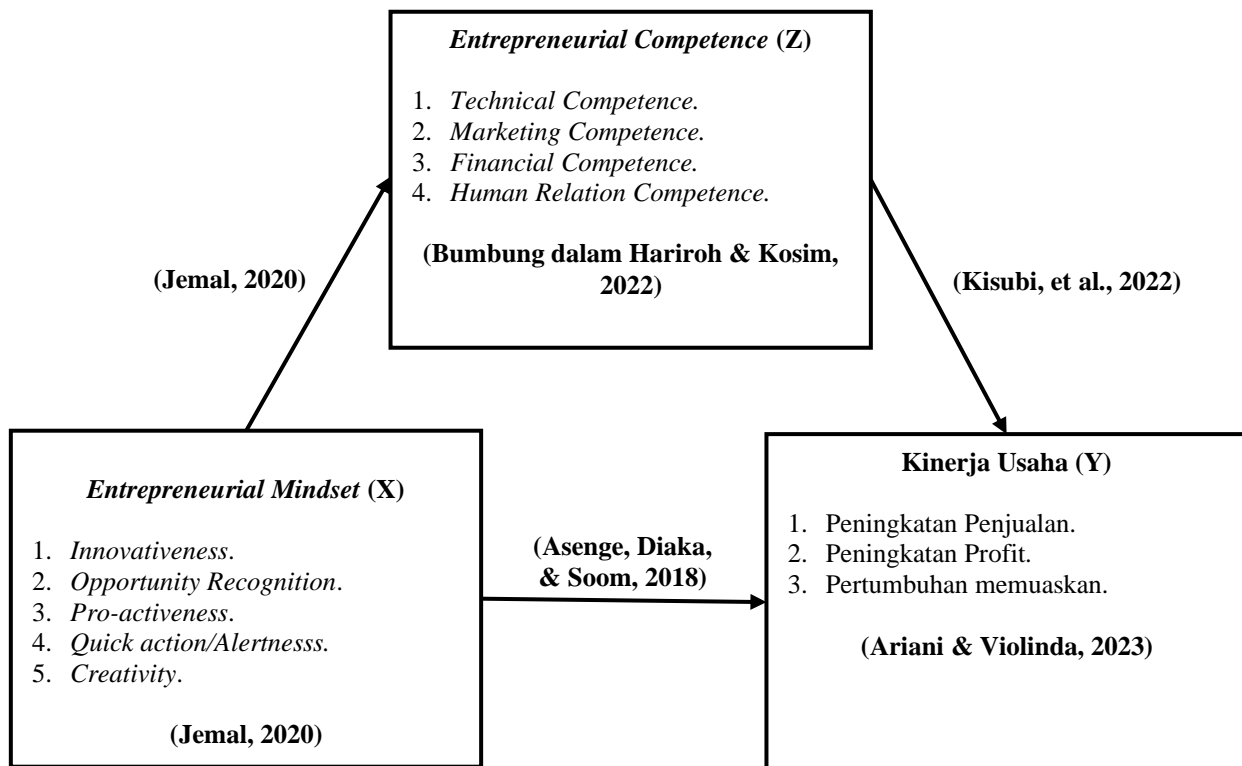 Entrepreneurial Competence (Z)
1. Technical Competence.
2. Marketing Competence.
3. Financial Competence.
4. Human Relation Competence.
(Bumbung dalam Hariroh & Kosim,
2022)
(Jemal, 2020)
(Kisubi, et al., 2022)
Entrepreneurial Mindset (X)
1. Innovativeness.
2. Opportunity Recognition.
3. Pro-activeness.
4. Quick action/Alertnesss.
5. Creativity.
(Jemal, 2020)
(Asenge, Diaka,
& Soom, 2018)
Kinerja Usaha (Y)
1. Peningkatan Penjualan.
2. Peningkatan Profit.
3. Pertumbuhan memuaskan.
(Ariani & Violinda, 2023)